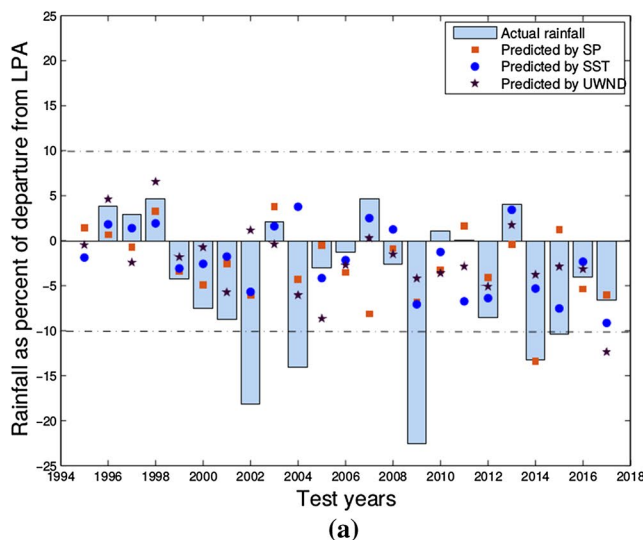 25
20
15
10
5
0
−5
−10
−15
−20
−25
Rainfall as percent of departure from LPA
Actual rainfall
Predicted by SP
Predicted by SST
Predicted by UWND
1994 1996 1998 2000 2002 2004 2006 2008 2010 2012 2014 2016 2018
Test years
(a)